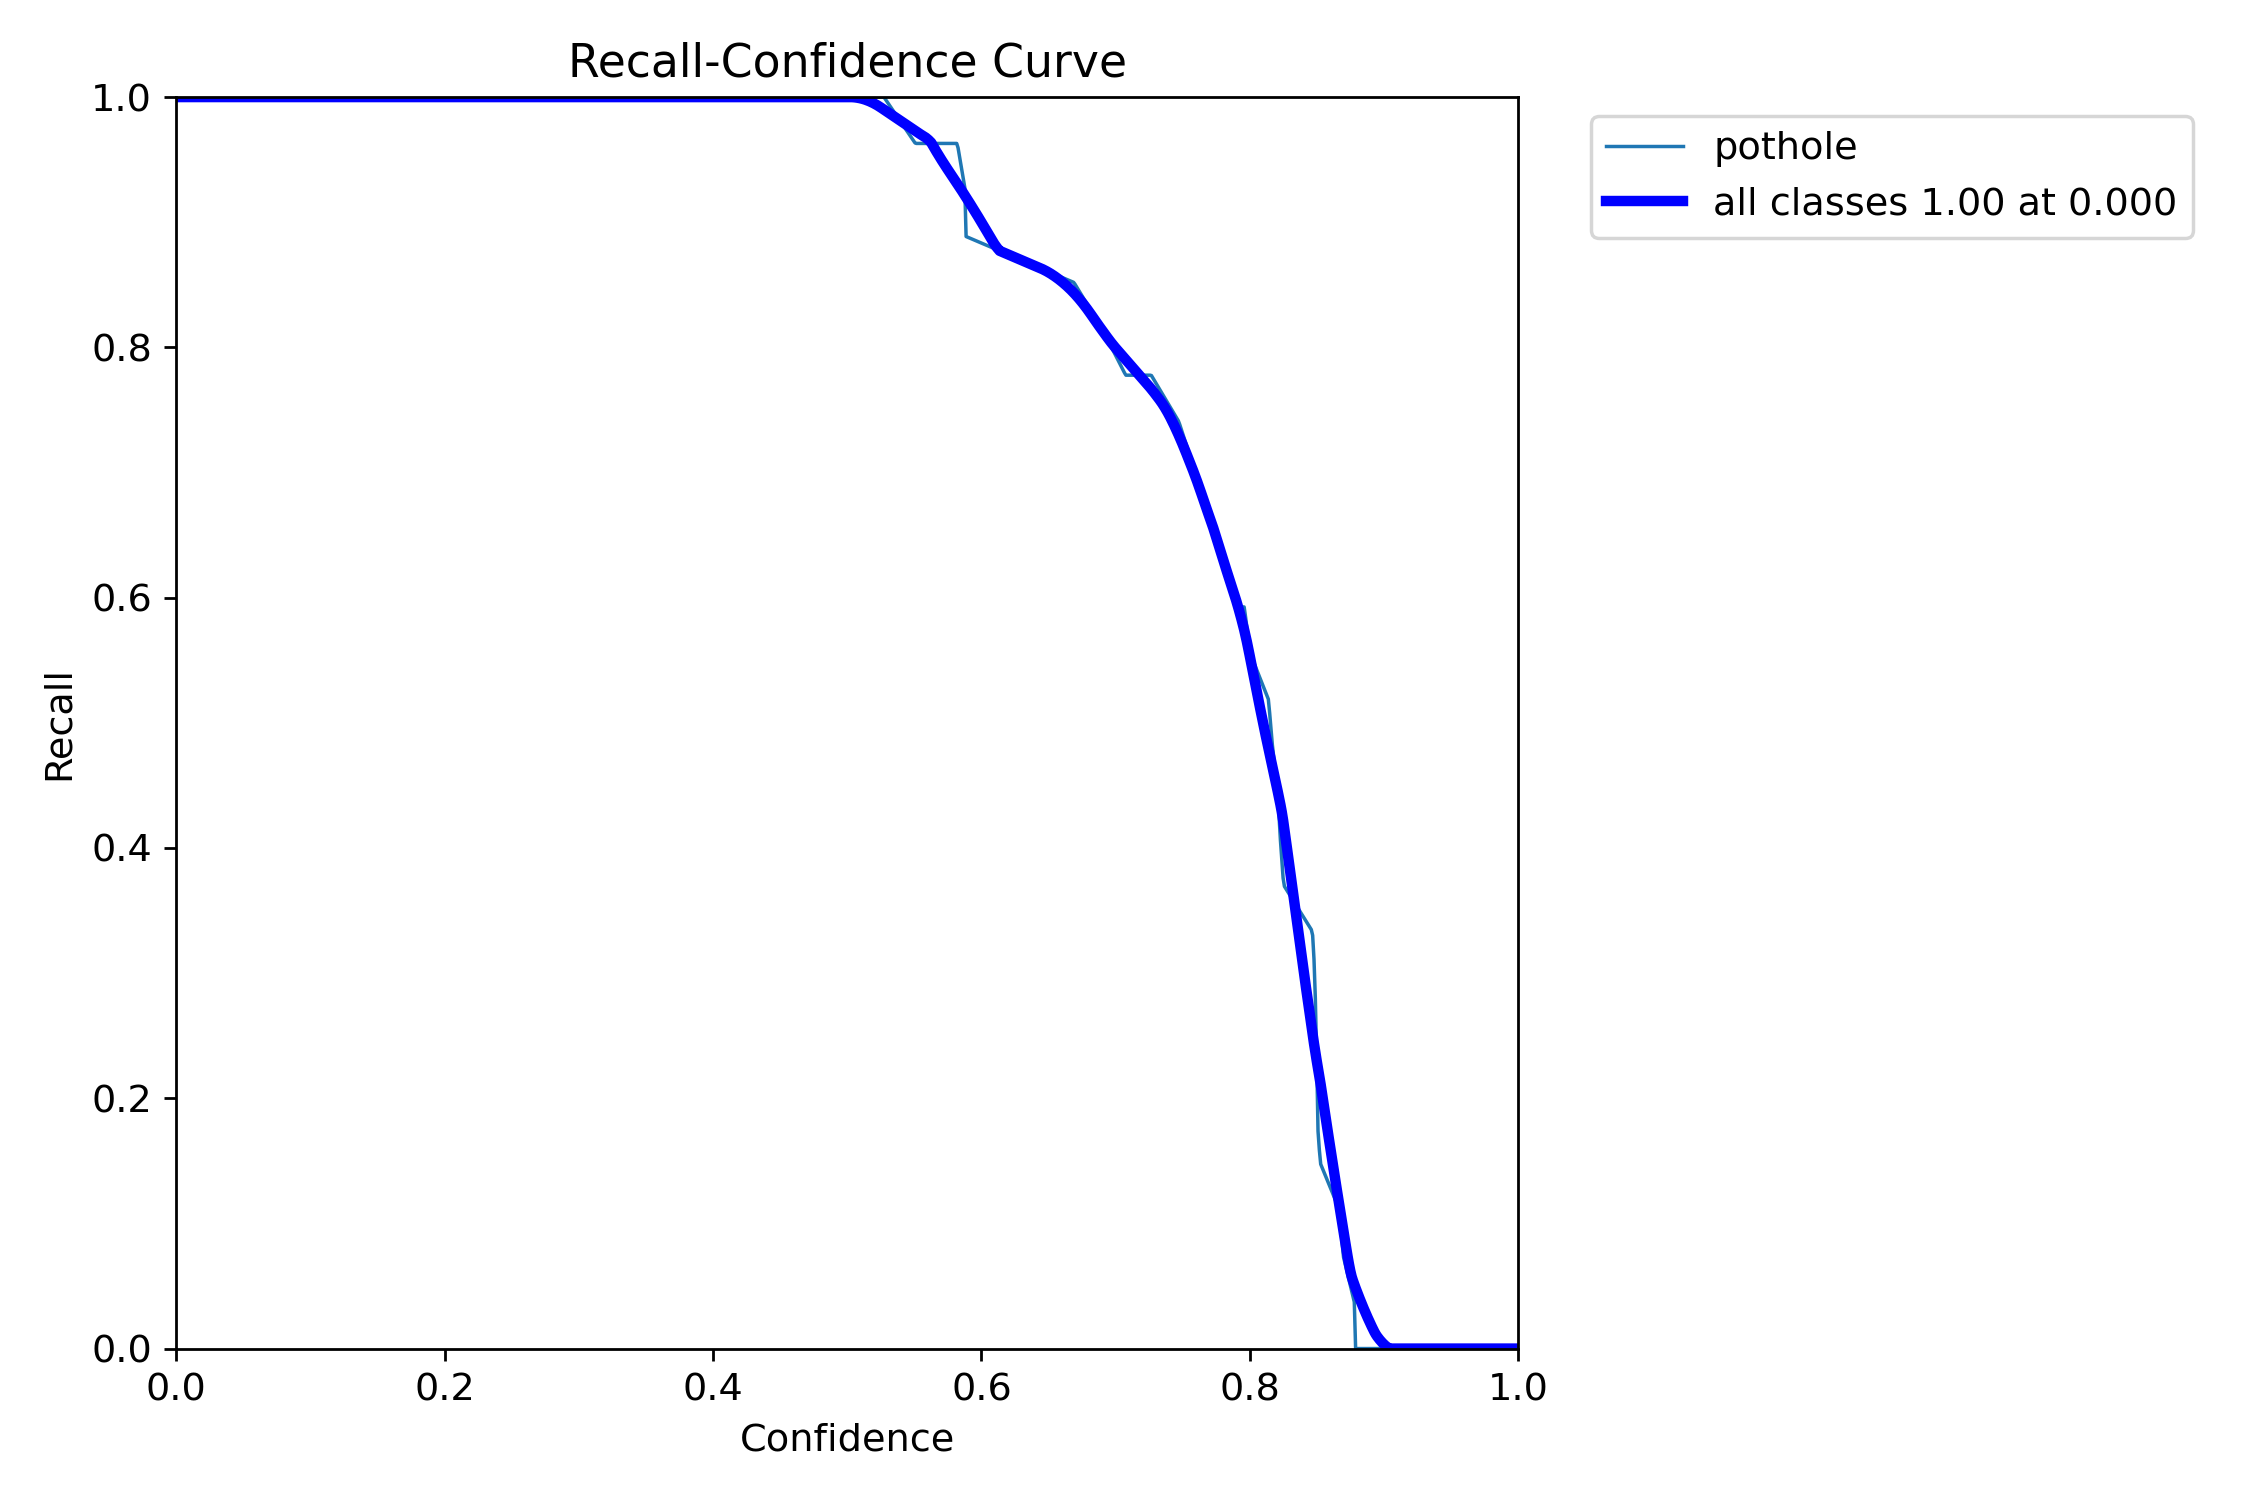 Recall-Confidence Curve
pothole
all classes 1.00 at 0.000
1.0
0.8
0.6
0.4
0.2
0.0
Recall
0.0 0.2 0.4 0.6 0.8 1.0
Confidence